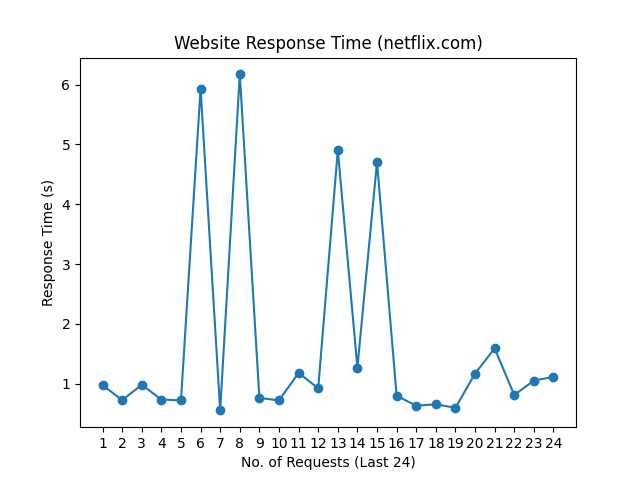 Website Response Time (netflix.com)
Response Time (s)
6
5
4
3
2
1
1 2 3 4 5 6 7 8 9 10 11 12 13 14 15 16 17 18 19 20 21 22 23 24
No. of Requests (Last 24)